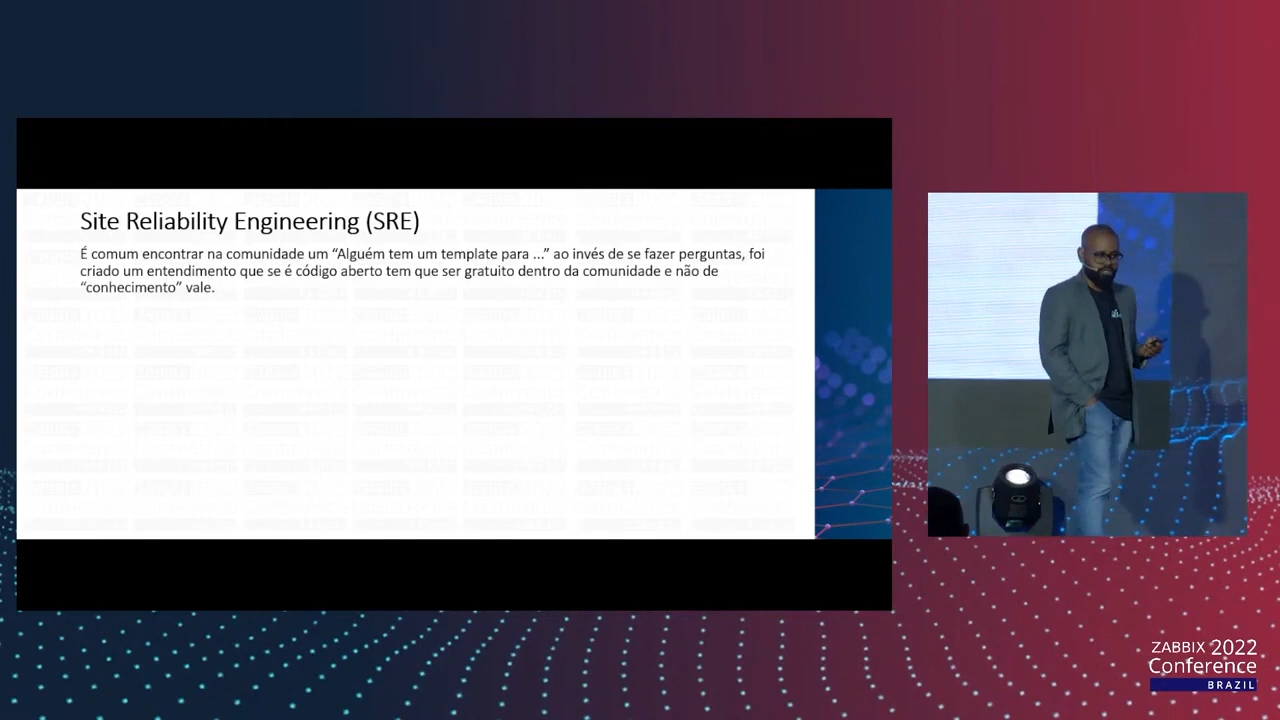 Site Reliability Engineering (SRE)
É comum encontrar na comunidade um “Alguém tem um template para ...” ao invés de se fazer perguntas, foi
criado um entendimento que se é código aberto tem que ser gratuito dentro da comunidade e não de
“conhecimento” vale.
ZABBIX 2022
Conference
BRAZIL